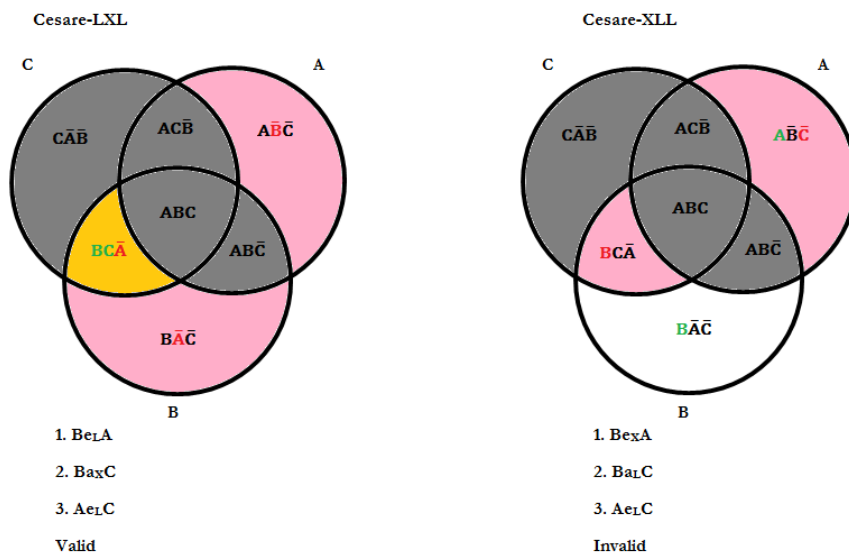 Cesare-LXL
C
A
CĀB̄
ACB̄
AB̄C̄
ABC
BCĀ
ABC̄
BĀC̄
B
1. BeLA
2. BaXC
3. AeLC
Valid
Cesare-XLL
C
A
CĀB̄
ACB̄
AB̄C̄
ABC
BCĀ
ABC̄
BĀC̄
B
1. BeXA
2. BaLC
3. AeLC
Invalid